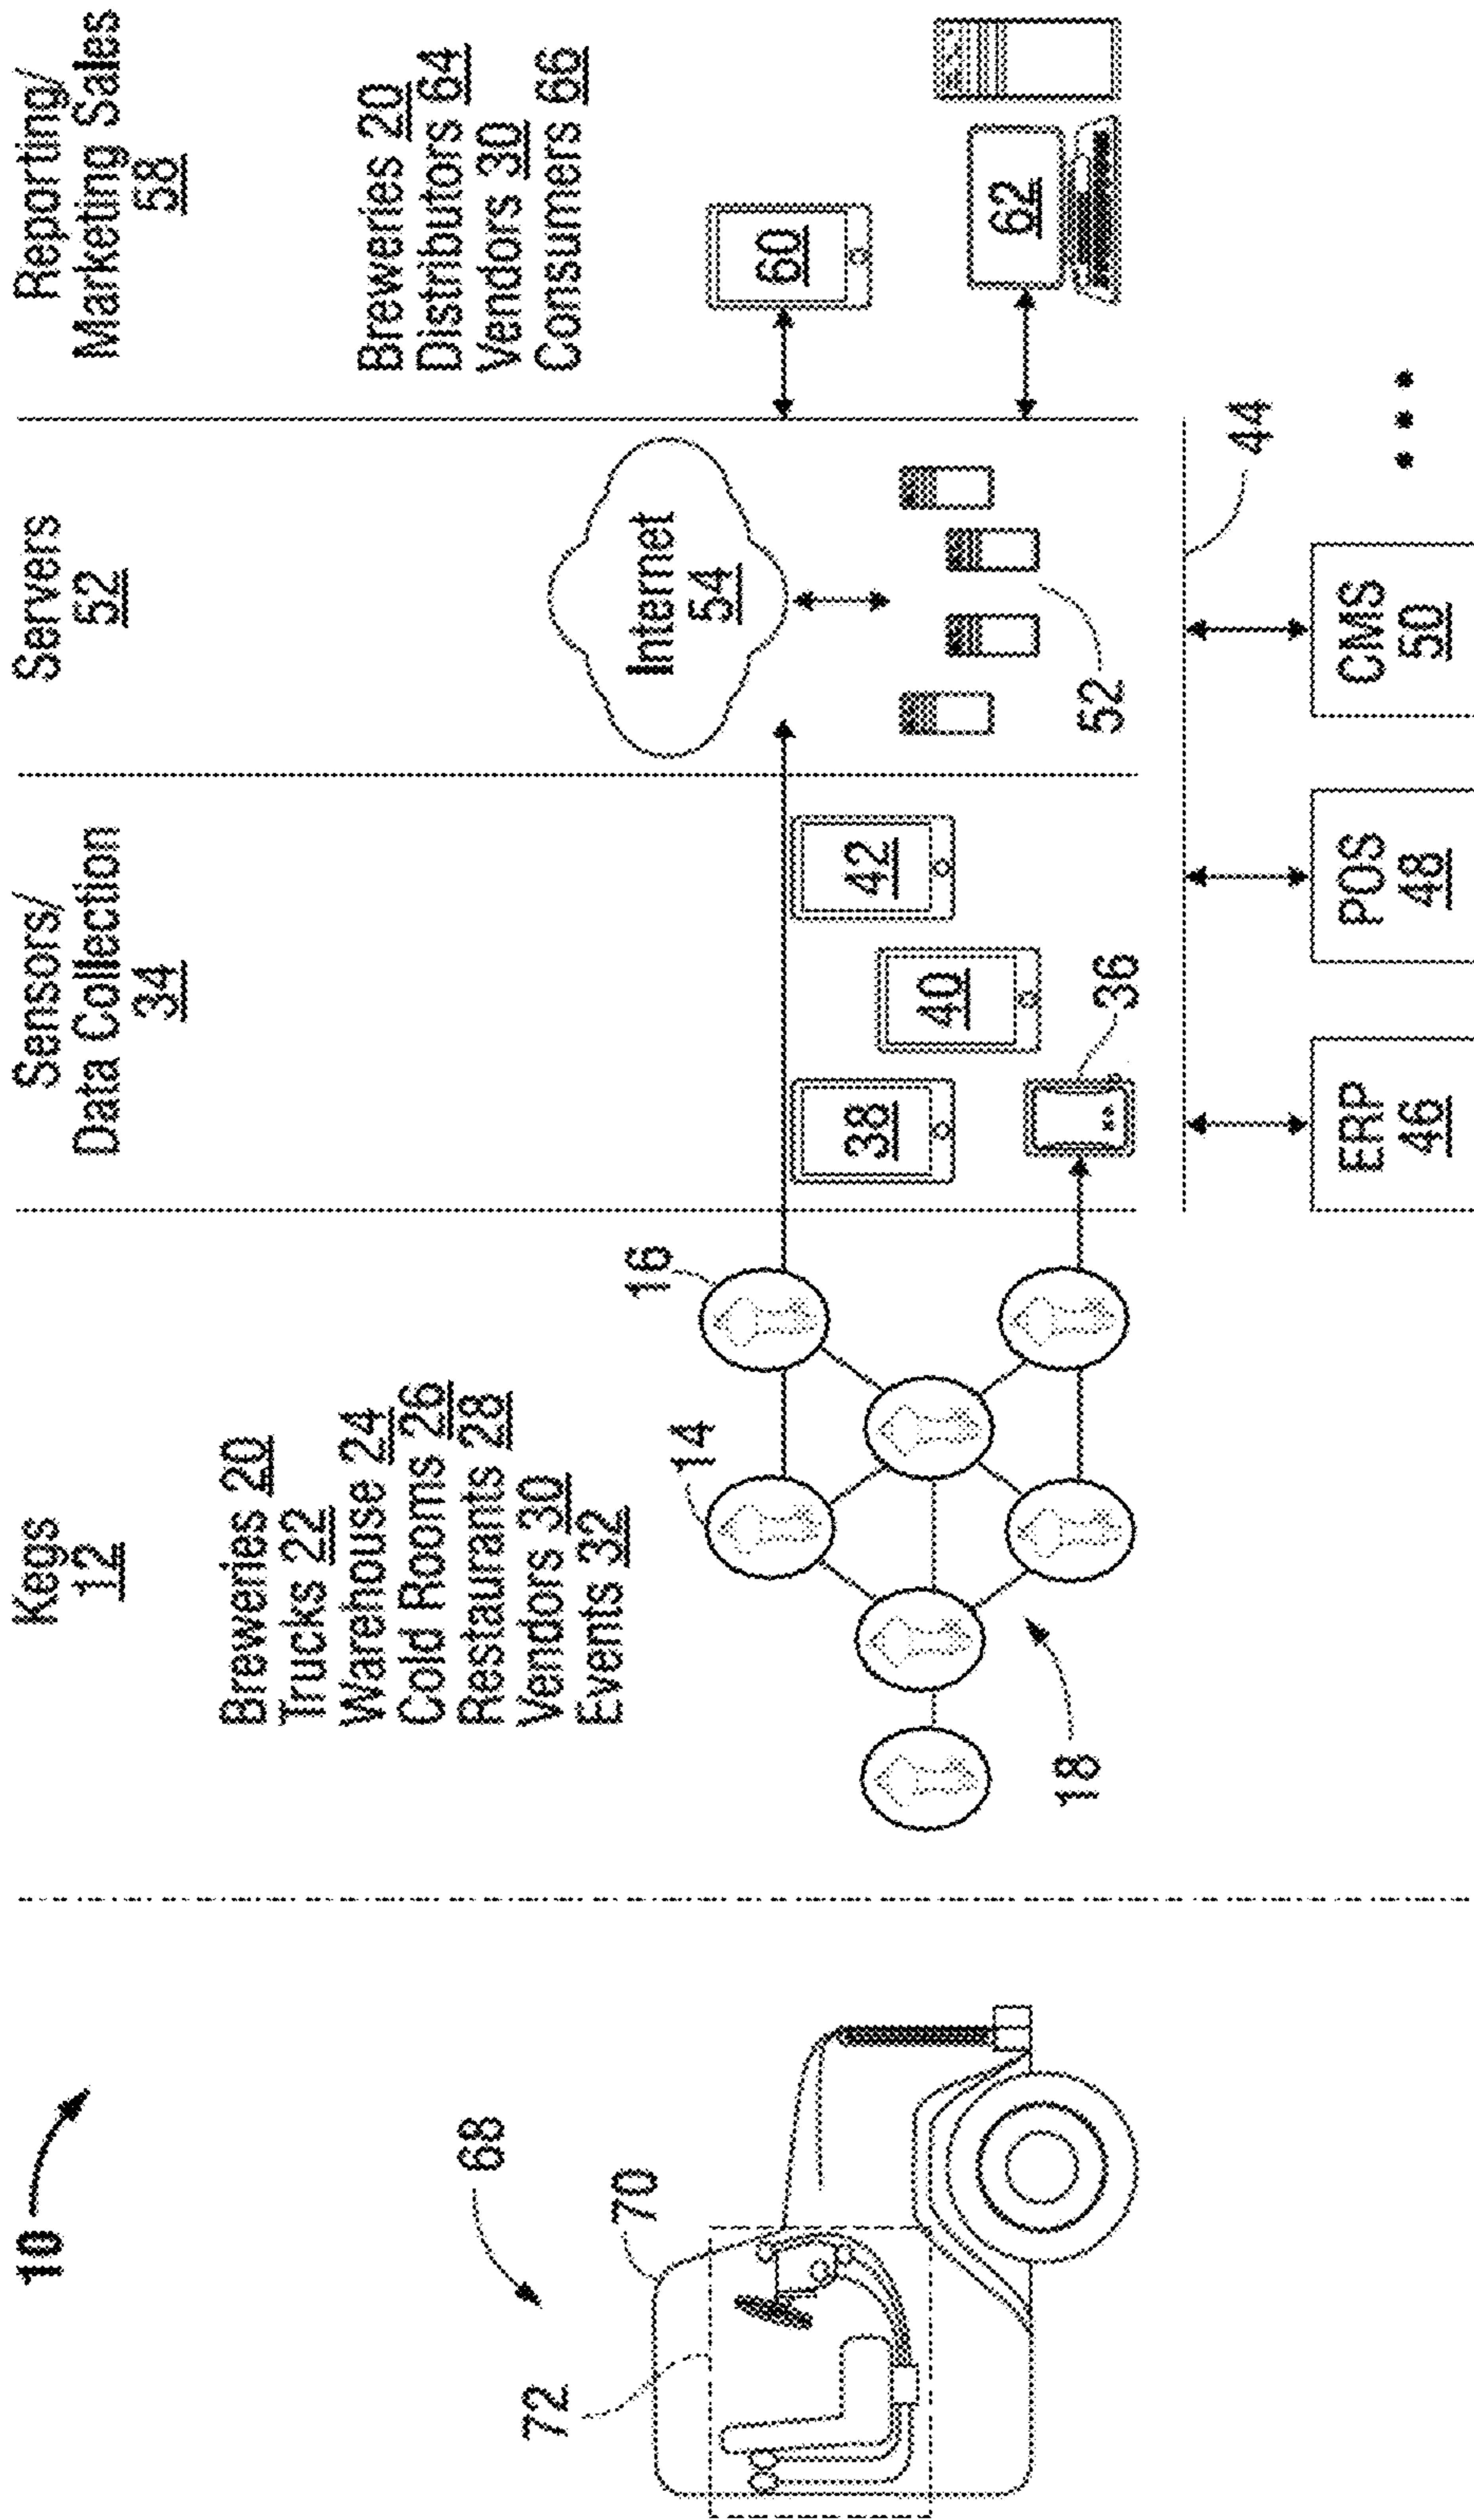 10
Kegs
12
Sensors/
Data Collection
34
Servers
52
Reporting/
Marketing Sales
58
Breweries 20
Trucks 22
Warehouse 24
Cold Rooms 26
Restaurants 28
Vendors 30
Events 32
Breweries 20
Distributors 64
Vendors 30
Consumers 66
68
70
72
14
16
18
38
40
42
36
Internet
54
52
60
62
44
ERP
46
POS
48
CMS
50